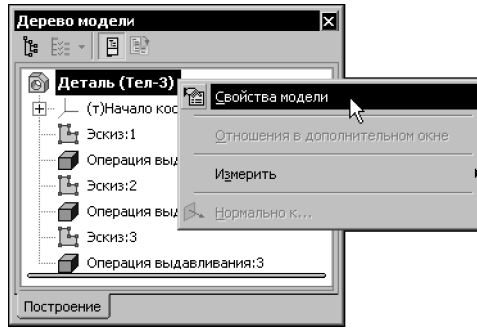 Дерево модели
Деталь (Тел-3)
Свойства модели
(т)Начало коо
Отношения в дополнительном окне
Эскиз:1
Операция выда
Измерить
Эскиз:2
Операция выд
Нормально к...
Эскиз:3
Операция выдавливания:3
Построение